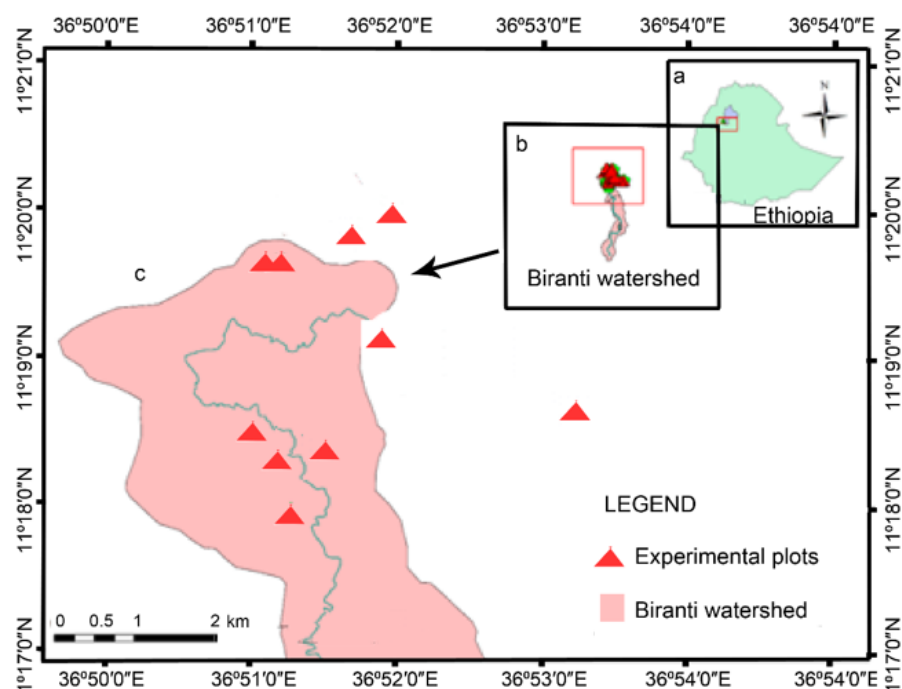 36°50'0"E 36°51'0"E 36°52'0"E 36°53'0"E 36°54'0"E 36°54'0"E
11°21'0"N
11°20'0"N
11°19'0"N
11°18'0"N
11°17'0"N
a
N
Ethiopia
b
Biranti watershed
c
LEGEND
Experimental plots
Biranti watershed
0 0.5 1 2 km
11°21'0"N
11°20'0"N
11°19'0"N
11°18'0"N
11°17'0"N
36°50'0"E 36°51'0"E 36°52'0"E 36°53'0"E 36°54'0"E 36°54'0"E